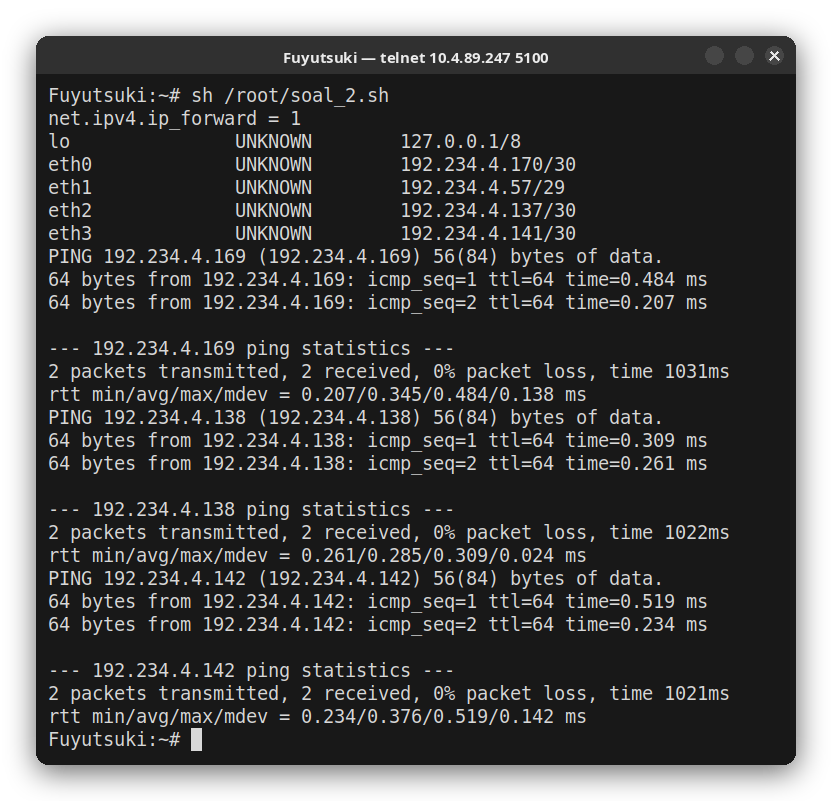 Fuyutsuki — telnet 10.4.89.247 5100
Fuyutsuki:~# sh /root/soal_2.sh
net.ipv4.ip_forward = 1
lo               UNKNOWN        127.0.0.1/8
eth0             UNKNOWN        192.234.4.170/30
eth1             UNKNOWN        192.234.4.57/29
eth2             UNKNOWN        192.234.4.137/30
eth3             UNKNOWN        192.234.4.141/30
PING 192.234.4.169 (192.234.4.169) 56(84) bytes of data.
64 bytes from 192.234.4.169: icmp_seq=1 ttl=64 time=0.484 ms
64 bytes from 192.234.4.169: icmp_seq=2 ttl=64 time=0.207 ms

--- 192.234.4.169 ping statistics ---
2 packets transmitted, 2 received, 0% packet loss, time 1031ms
rtt min/avg/max/mdev = 0.207/0.345/0.484/0.138 ms
PING 192.234.4.138 (192.234.4.138) 56(84) bytes of data.
64 bytes from 192.234.4.138: icmp_seq=1 ttl=64 time=0.309 ms
64 bytes from 192.234.4.138: icmp_seq=2 ttl=64 time=0.261 ms

--- 192.234.4.138 ping statistics ---
2 packets transmitted, 2 received, 0% packet loss, time 1022ms
rtt min/avg/max/mdev = 0.261/0.285/0.309/0.024 ms
PING 192.234.4.142 (192.234.4.142) 56(84) bytes of data.
64 bytes from 192.234.4.142: icmp_seq=1 ttl=64 time=0.519 ms
64 bytes from 192.234.4.142: icmp_seq=2 ttl=64 time=0.234 ms

--- 192.234.4.142 ping statistics ---
2 packets transmitted, 2 received, 0% packet loss, time 1021ms
rtt min/avg/max/mdev = 0.234/0.376/0.519/0.142 ms
Fuyutsuki:~#